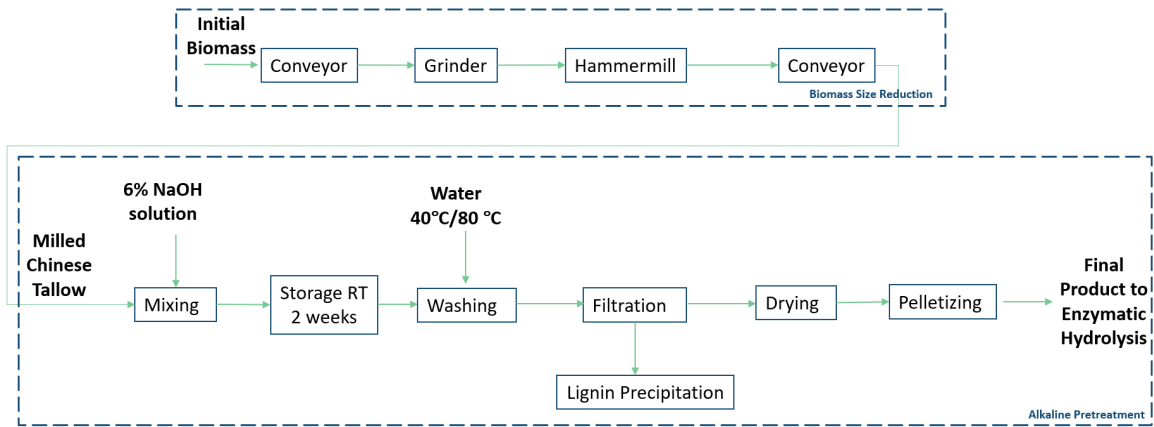 Initial
Biomass
Conveyor
Grinder
Hammermill
Conveyor
Biomass Size Reduction
6% NaOH
solution
Water
40°C/80 °C
Milled
Chinese
Tallow
Mixing
Storage RT
2 weeks
Washing
Filtration
Drying
Pelletizing
Final
Product to
Enzymatic
Hydrolysis
Lignin Precipitation
Alkaline Pretreatment